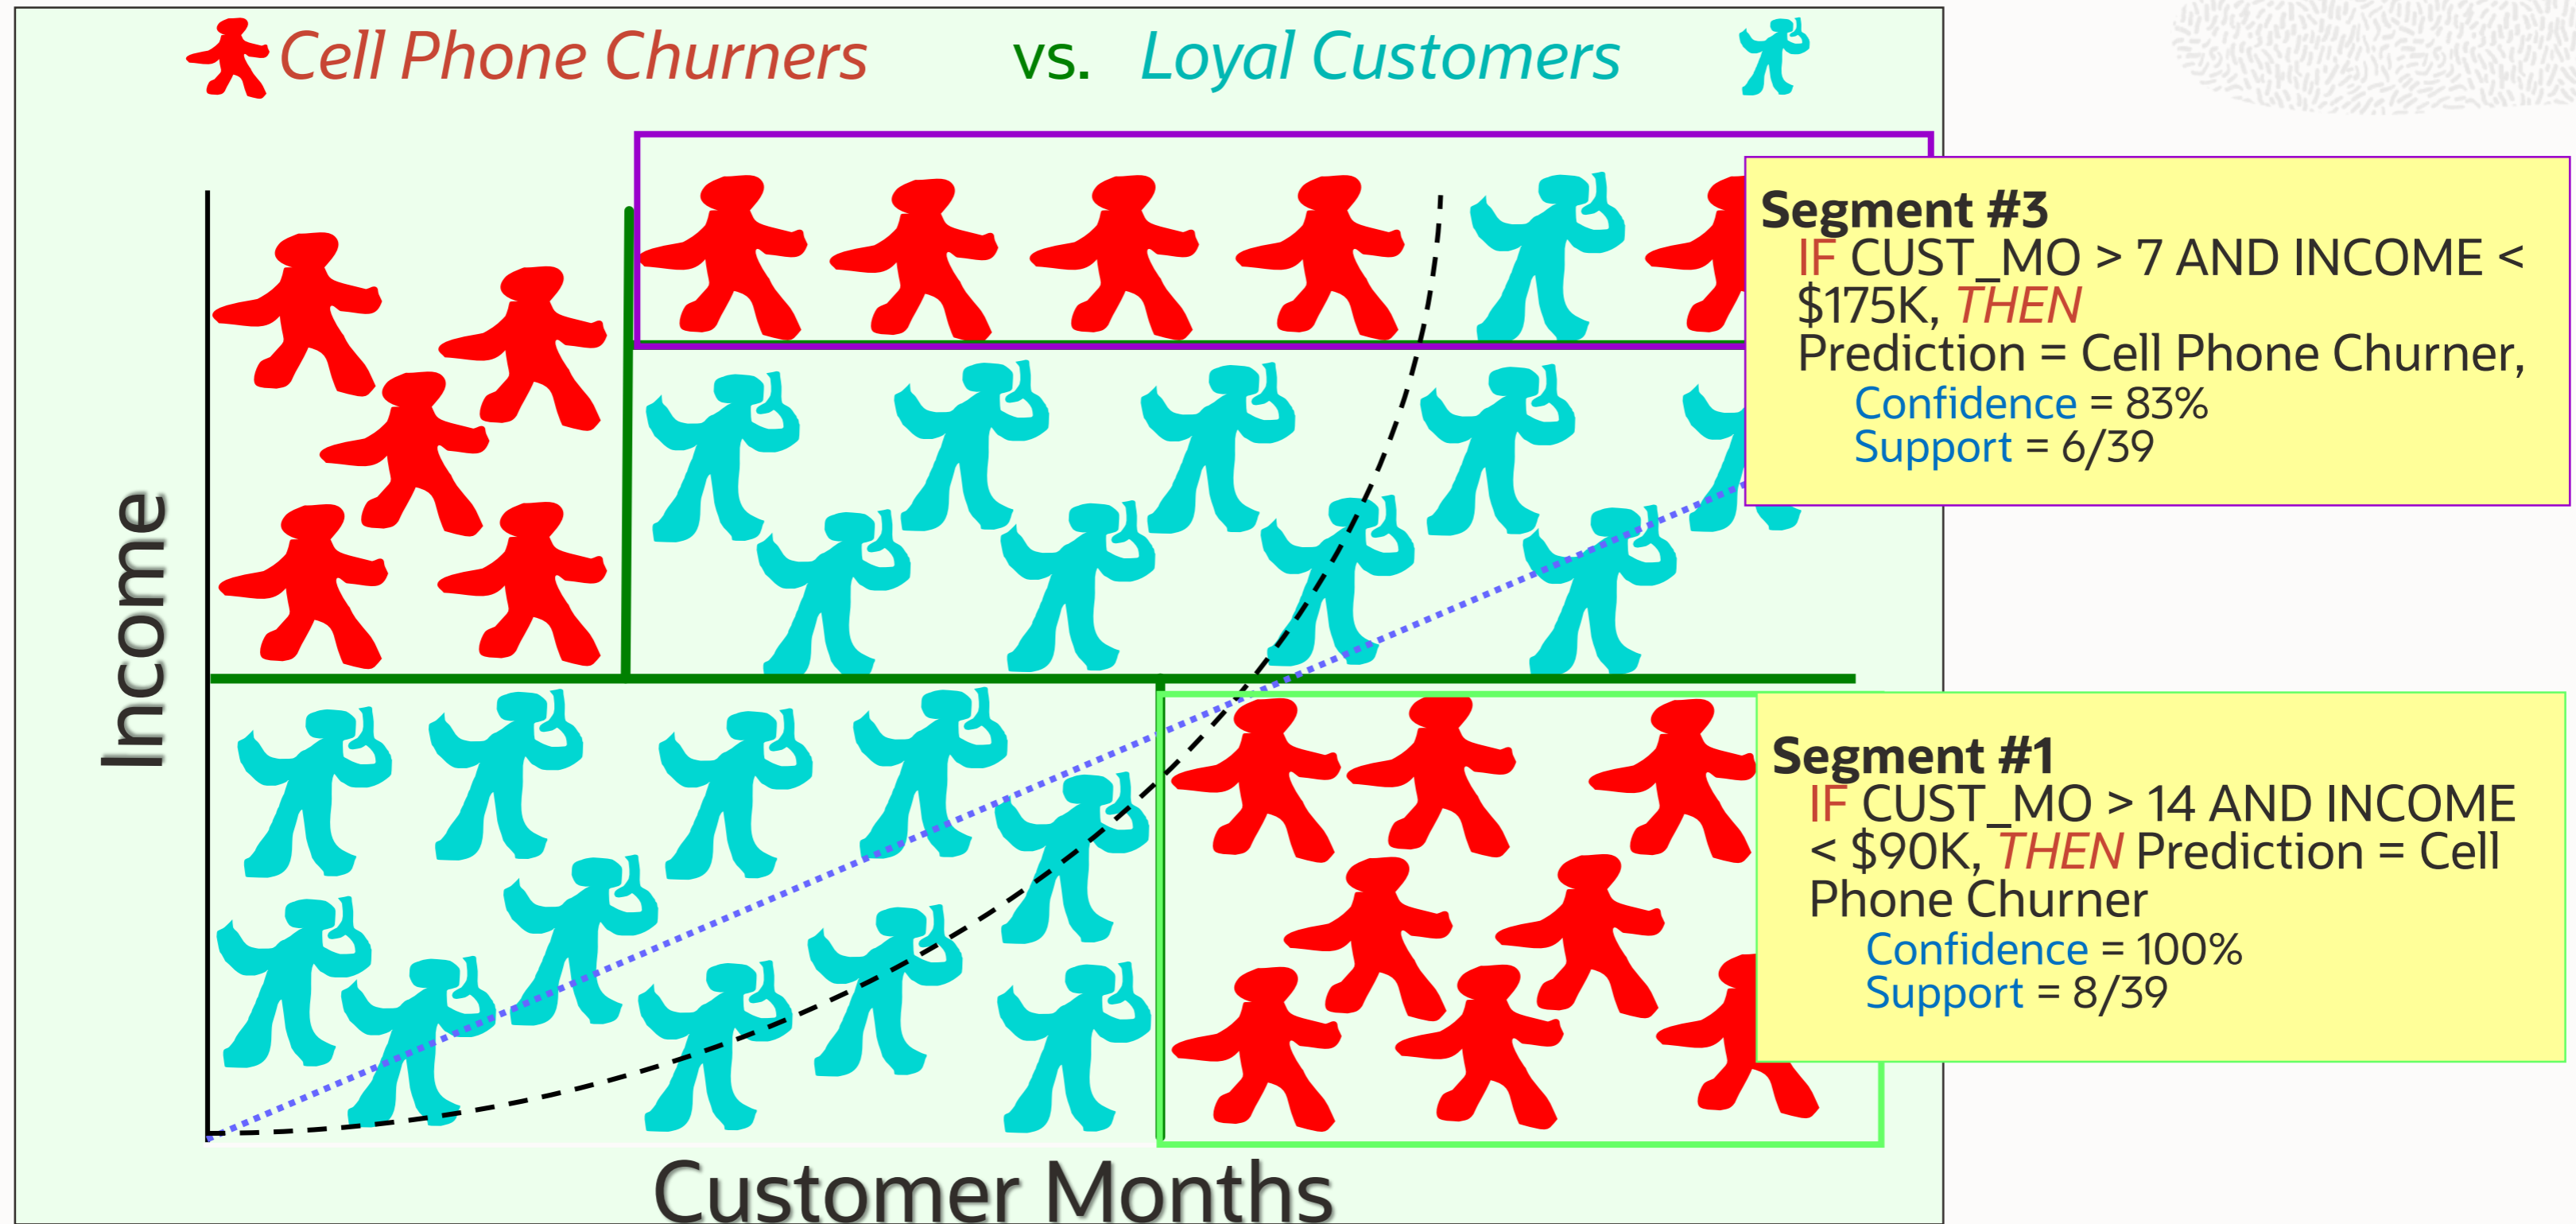 Cell Phone Churners vs. Loyal Customers
Segment #3
IF CUST_MO > 7 AND INCOME <
$175K, THEN
Prediction = Cell Phone Churner,
Confidence = 83%
Support = 6/39
Income
Segment #1
IF CUST_MO > 14 AND INCOME
< $90K, THEN Prediction = Cell
Phone Churner
Confidence = 100%
Support = 8/39
Customer Months